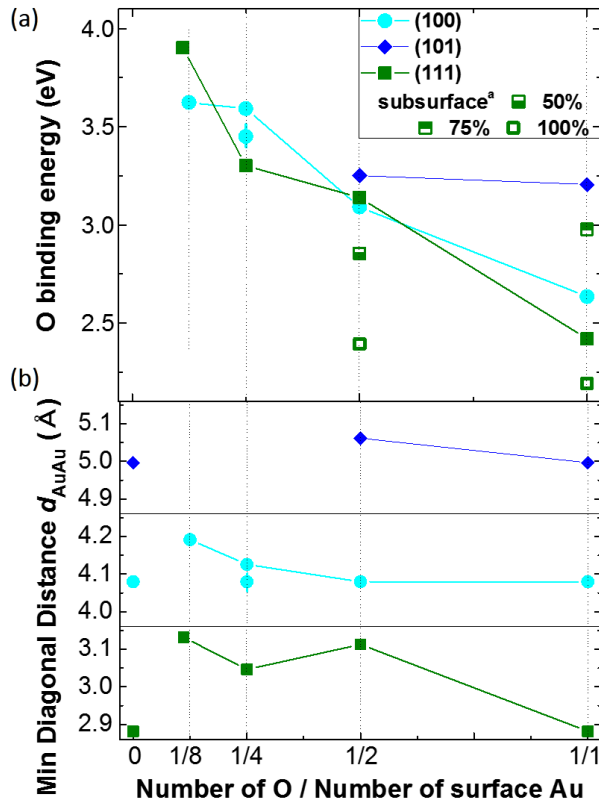 (a)
4.0
3.5
3.0
2.5
O binding energy (eV)
(100)
(101)
(111)
subsurfaceᵃ 50%
75% 100%
(b)
5.1
5.0
4.9
4.2
4.1
4.0
3.1
3.0
2.9
Min Diagonal Distance d_AuAu (Å)
0 1/8 1/4 1/2 1/1
Number of O / Number of surface Au